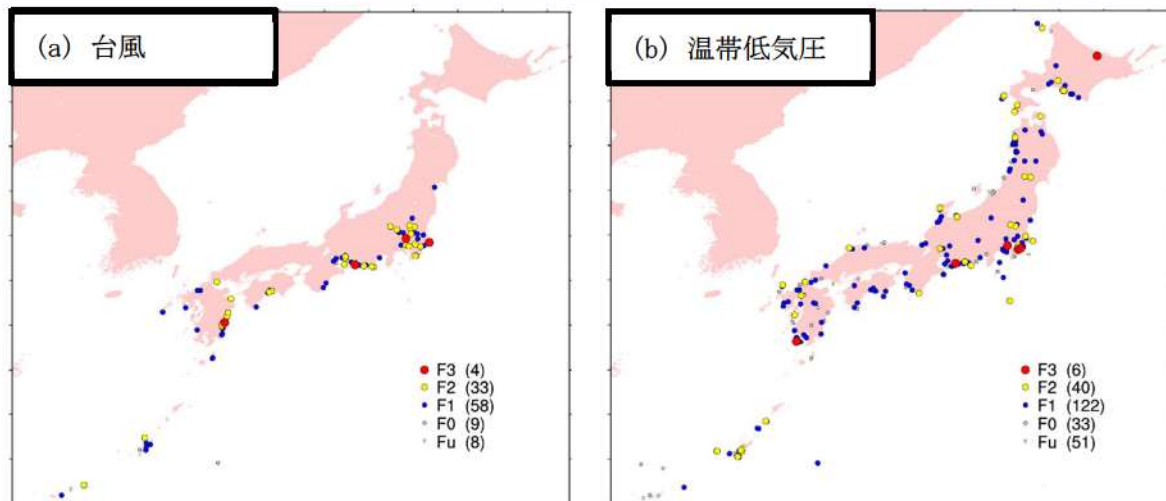 (a) 台風
F3 (4)
F2 (33)
F1 (58)
F0 (9)
Fu (8)
(b) 温帯低気圧
F3 (6)
F2 (40)
F1 (122)
F0 (33)
Fu (51)